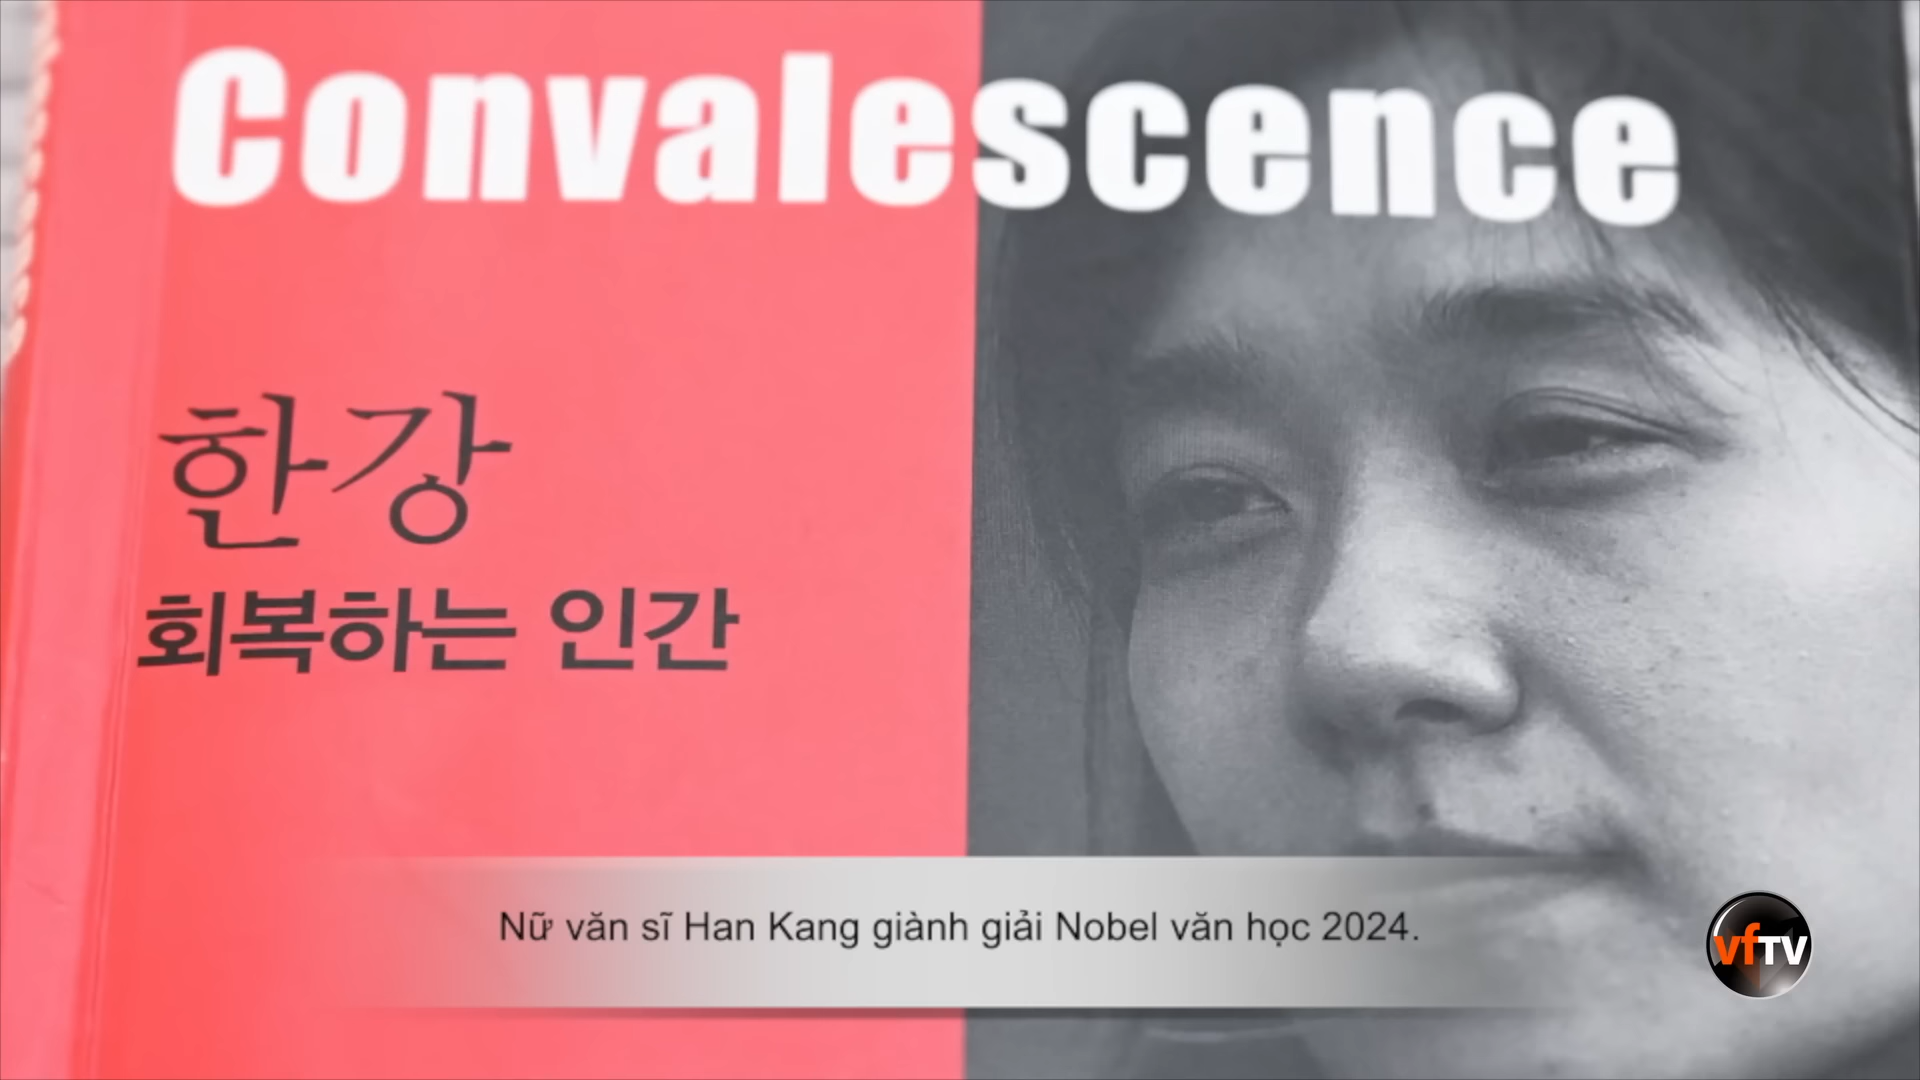 Convalescence
한강
회복하는 인간
Nữ văn sĩ Han Kang giành giải Nobel văn học 2024.
vfTV